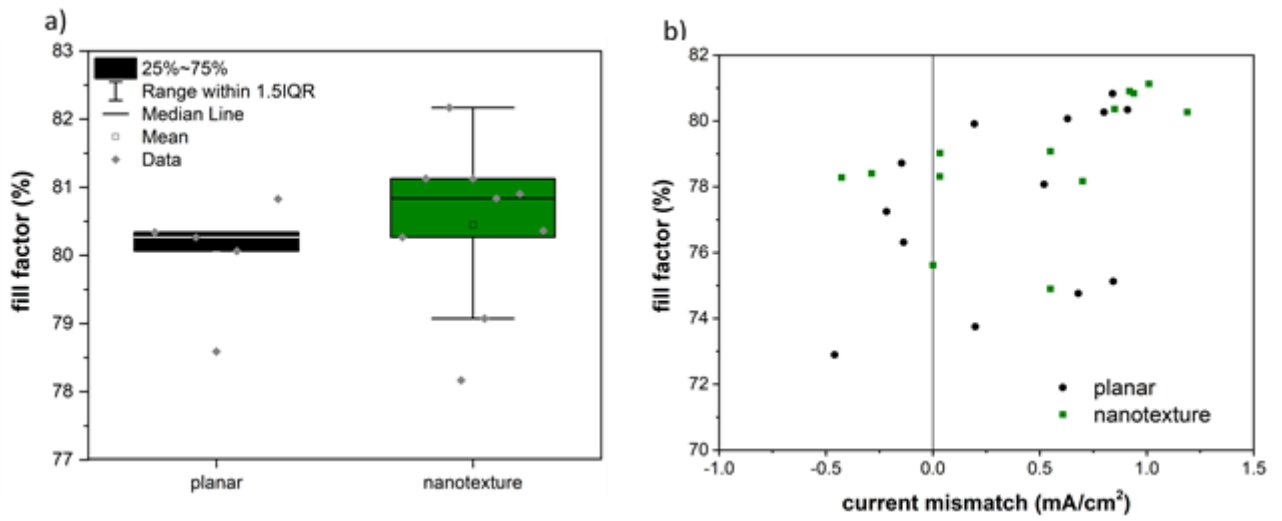 a)
83
82
81
80
79
78
77
fill factor (%)
25%~75%
Range within 1.5IQR
Median Line
Mean
Data
planar
nanotexture
b)
82
80
78
76
74
72
70
fill factor (%)
planar
nanotexture
-1.0
-0.5
0.0
0.5
1.0
1.5
current mismatch (mA/cm²)